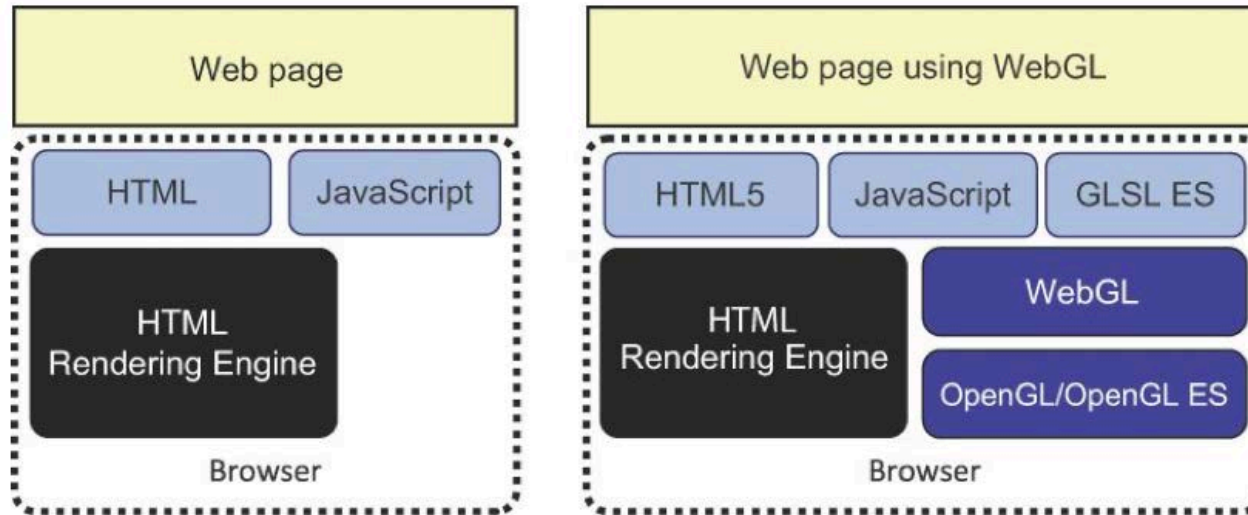 Web page
HTML
JavaScript
HTML
Rendering Engine
Browser
Web page using WebGL
HTML5
JavaScript
GLSL ES
HTML
Rendering Engine
WebGL
OpenGL/OpenGL ES
Browser